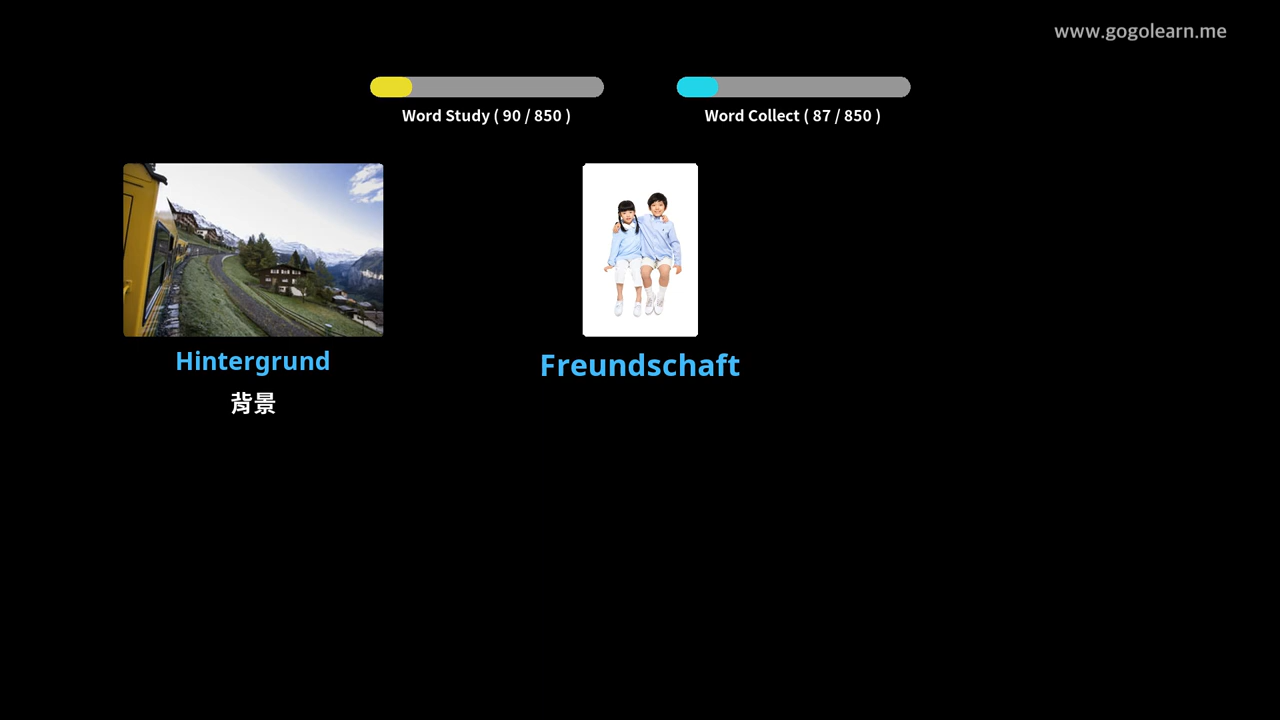 www.gogolearn.me
Word Study ( 90 / 850 )
Word Collect ( 87 / 850 )
Hintergrund
背景
Freundschaft